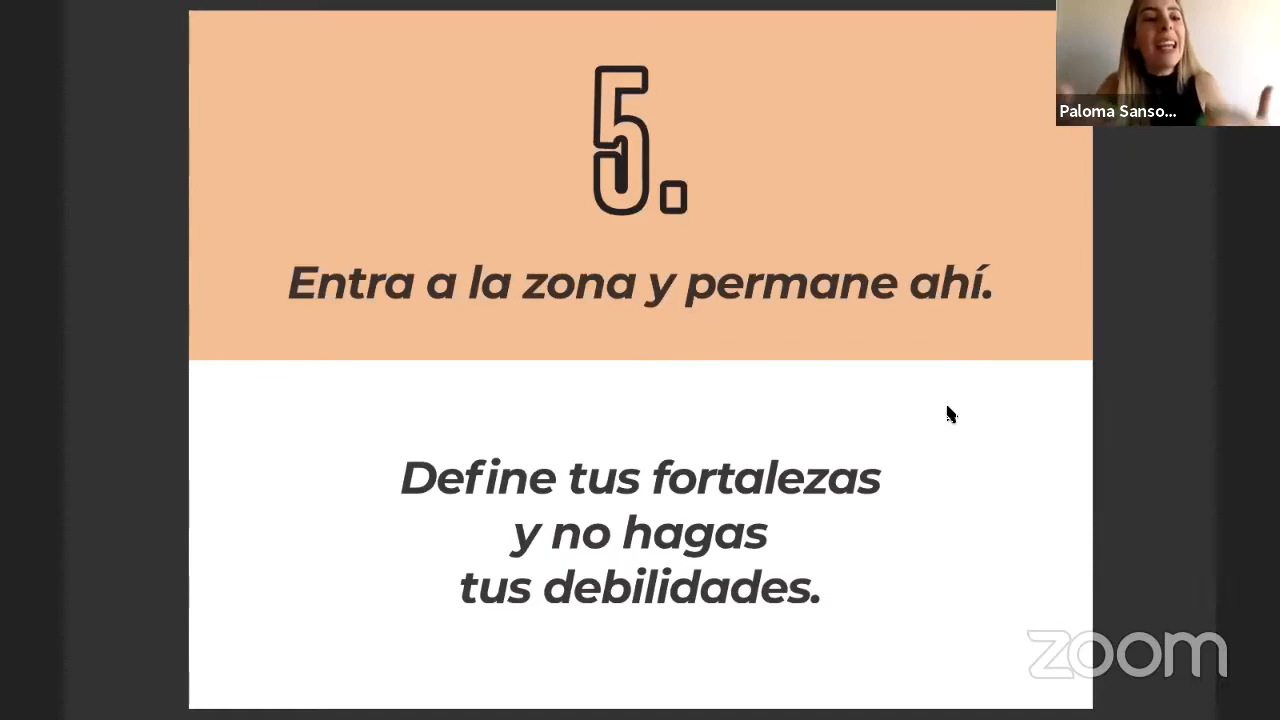 Paloma Sanso...
5.
Entra a la zona y permane ahí.
Define tus fortalezas
y no hagas
tus debilidades.
zoom